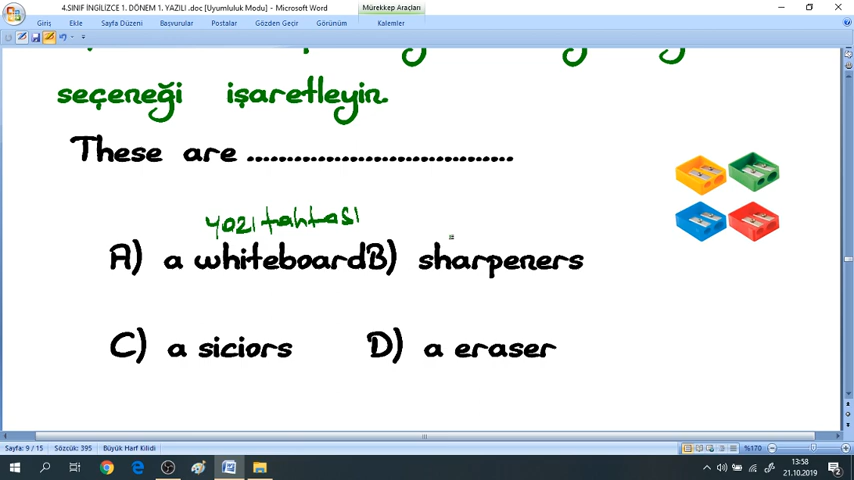 4.SINIF İNGİLİZCE 1. DÖNEM 1. YAZILI .doc [Uyumluluk Modu] - Microsoft Word
Mürekkep Araçları
Giriş Ekle Sayfa Düzeni Başvurular Postalar Gözden Geçir Görünüm Kalemler
seçeneği işaretleyin.
These are .................................
yazı tahtası
A) a whiteboardB) sharpeners
C) a siciors D) a eraser
Sayfa: 9 / 15 Sözcük: 395 Büyük Harf Kilidi %170
13:58
21.10.2019
2